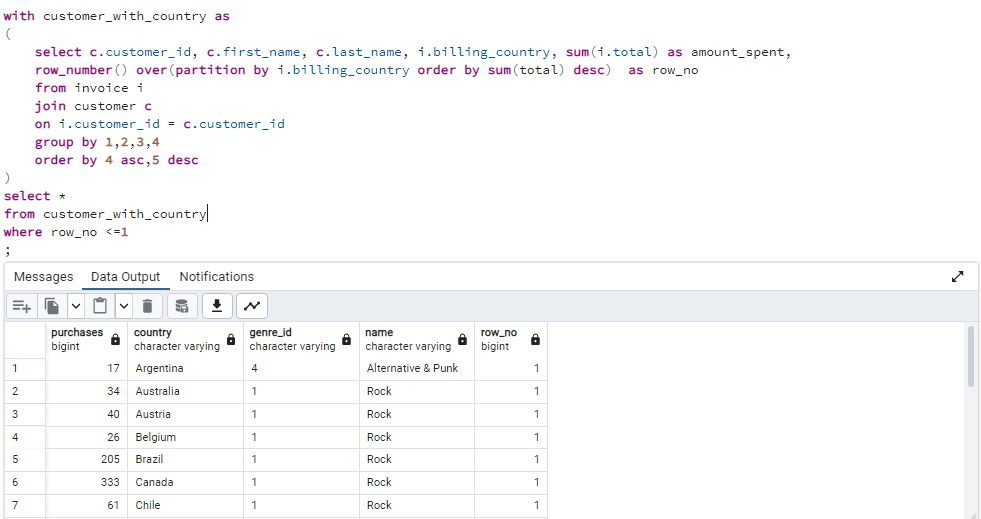 with customer_with_country as
(
select c.customer_id, c.first_name, c.last_name, i.billing_country, sum(i.total) as amount_spent,
row_number() over(partition by i.billing_country order by sum(total) desc)  as row_no
from invoice i
join customer c
on i.customer_id = c.customer_id
group by 1,2,3,4
order by 4 asc,5 desc
)
select *
from customer_with_country
where row_no <=1
;
Messages Data Output Notifications
purchases country genre_id name row_no
bigint character varying character varying character varying bigint
1 17 Argentina 4 Alternative & Punk 1
2 34 Australia 1 Rock 1
3 40 Austria 1 Rock 1
4 26 Belgium 1 Rock 1
5 205 Brazil 1 Rock 1
6 333 Canada 1 Rock 1
7 61 Chile 1 Rock 1